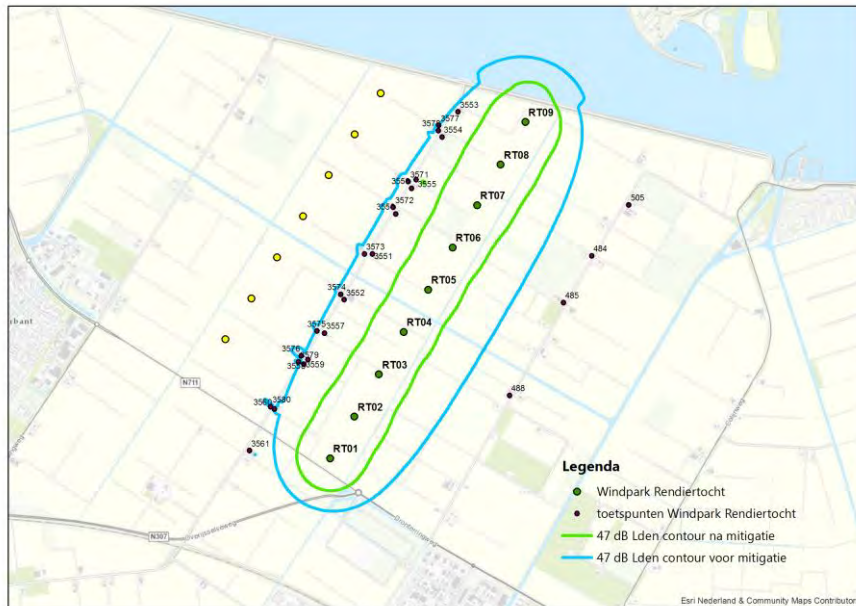 3553
3577
3554
RT09
RT08
3571
3555
505
RT07
3572
RT06
484
3573
3551
RT05
3574
3552
485
3575
3557
RT04
3576
3559
RT03
488
N711
3580
RT02
3561
RT01
N307
Legenda
Windpark Rendiertocht
toetspunten Windpark Rendiertocht
47 dB Lden contour na mitigatie
47 dB Lden contour voor mitigatie
Esri Nederland & Community Maps Contributor